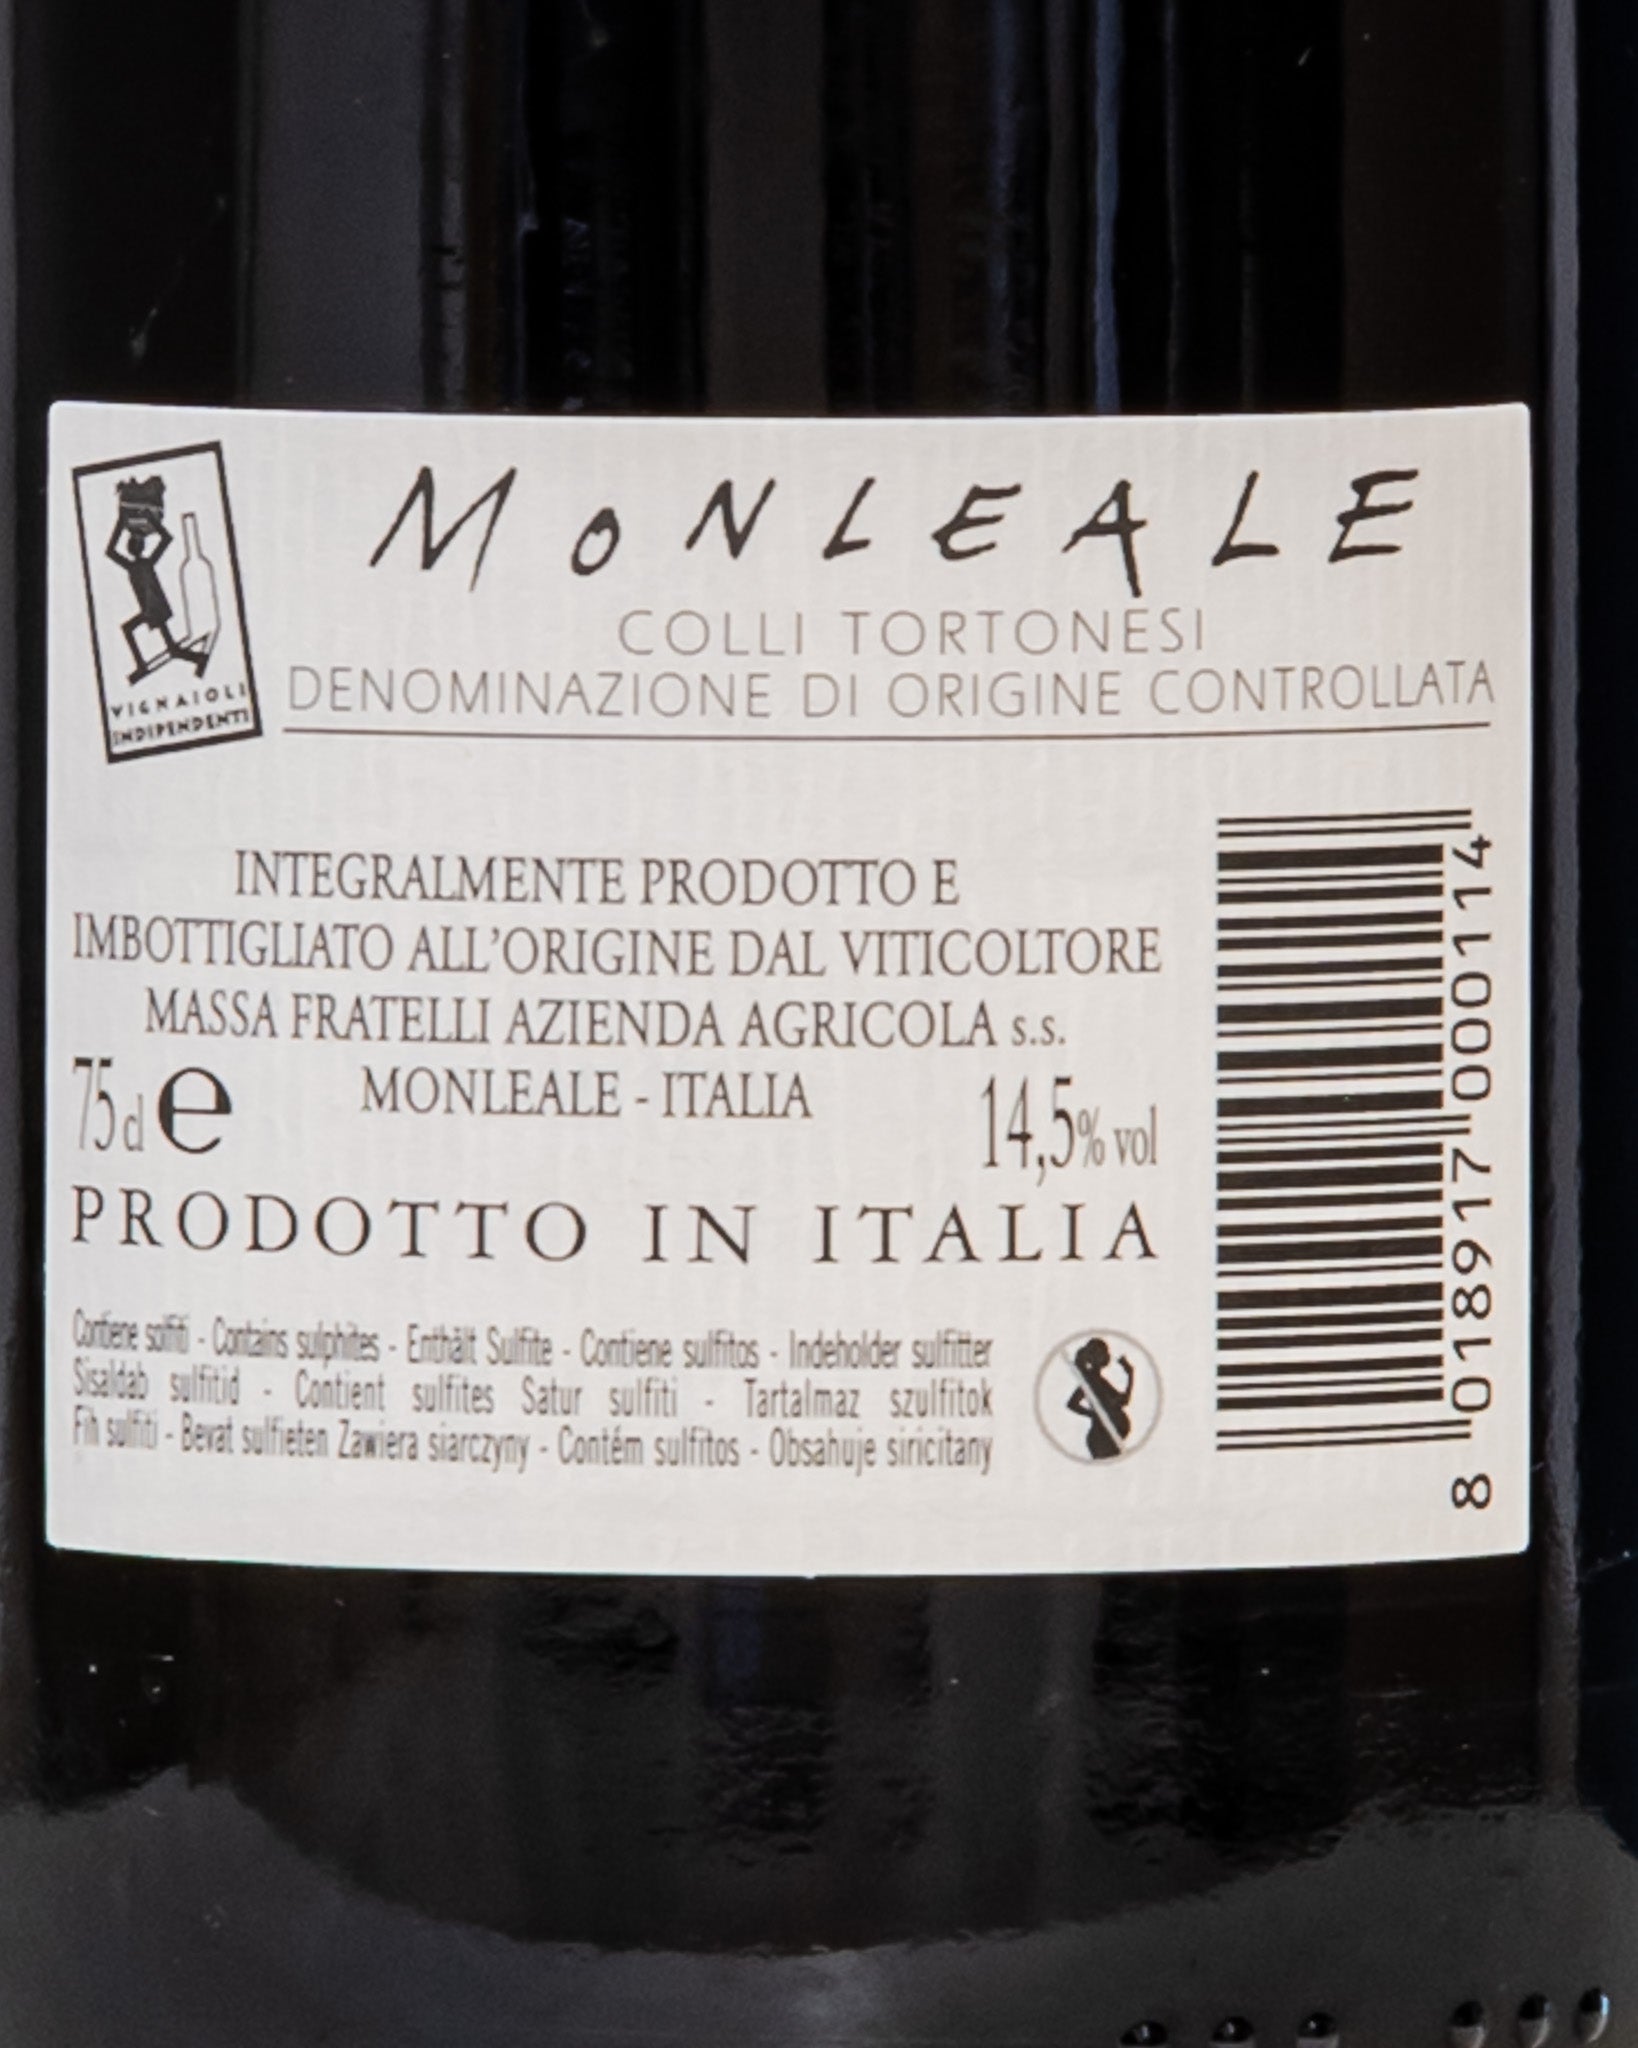 MONLEALE
COLLI TORTONESI
DENOMINAZIONE DI ORIGINE CONTROLLATA
VIGNAIOLI
INDIPENDENTI
INTEGRALMENTE PRODOTTO E
IMBOTTIGLIATO ALL'ORIGINE DAL VITICOLTORE
MASSA FRATELLI AZIENDA AGRICOLA s.s.
MONLEALE - ITALIA
75 cl e
14,5% vol
PRODOTTO IN ITALIA
Contiene solfiti - Contains sulphites - Enthält Sulfite - Contiene sulfitos - Indeholder sulfitter
Sisaldab sulfitid - Contient sulfites Satur sulfiti - Tartalmaz szulfitok
Fih sulfiti - Bevat sulfieten Zawiera siarczyny - Contém sulfitos - Obsahuje siricitany
8 018917 000114